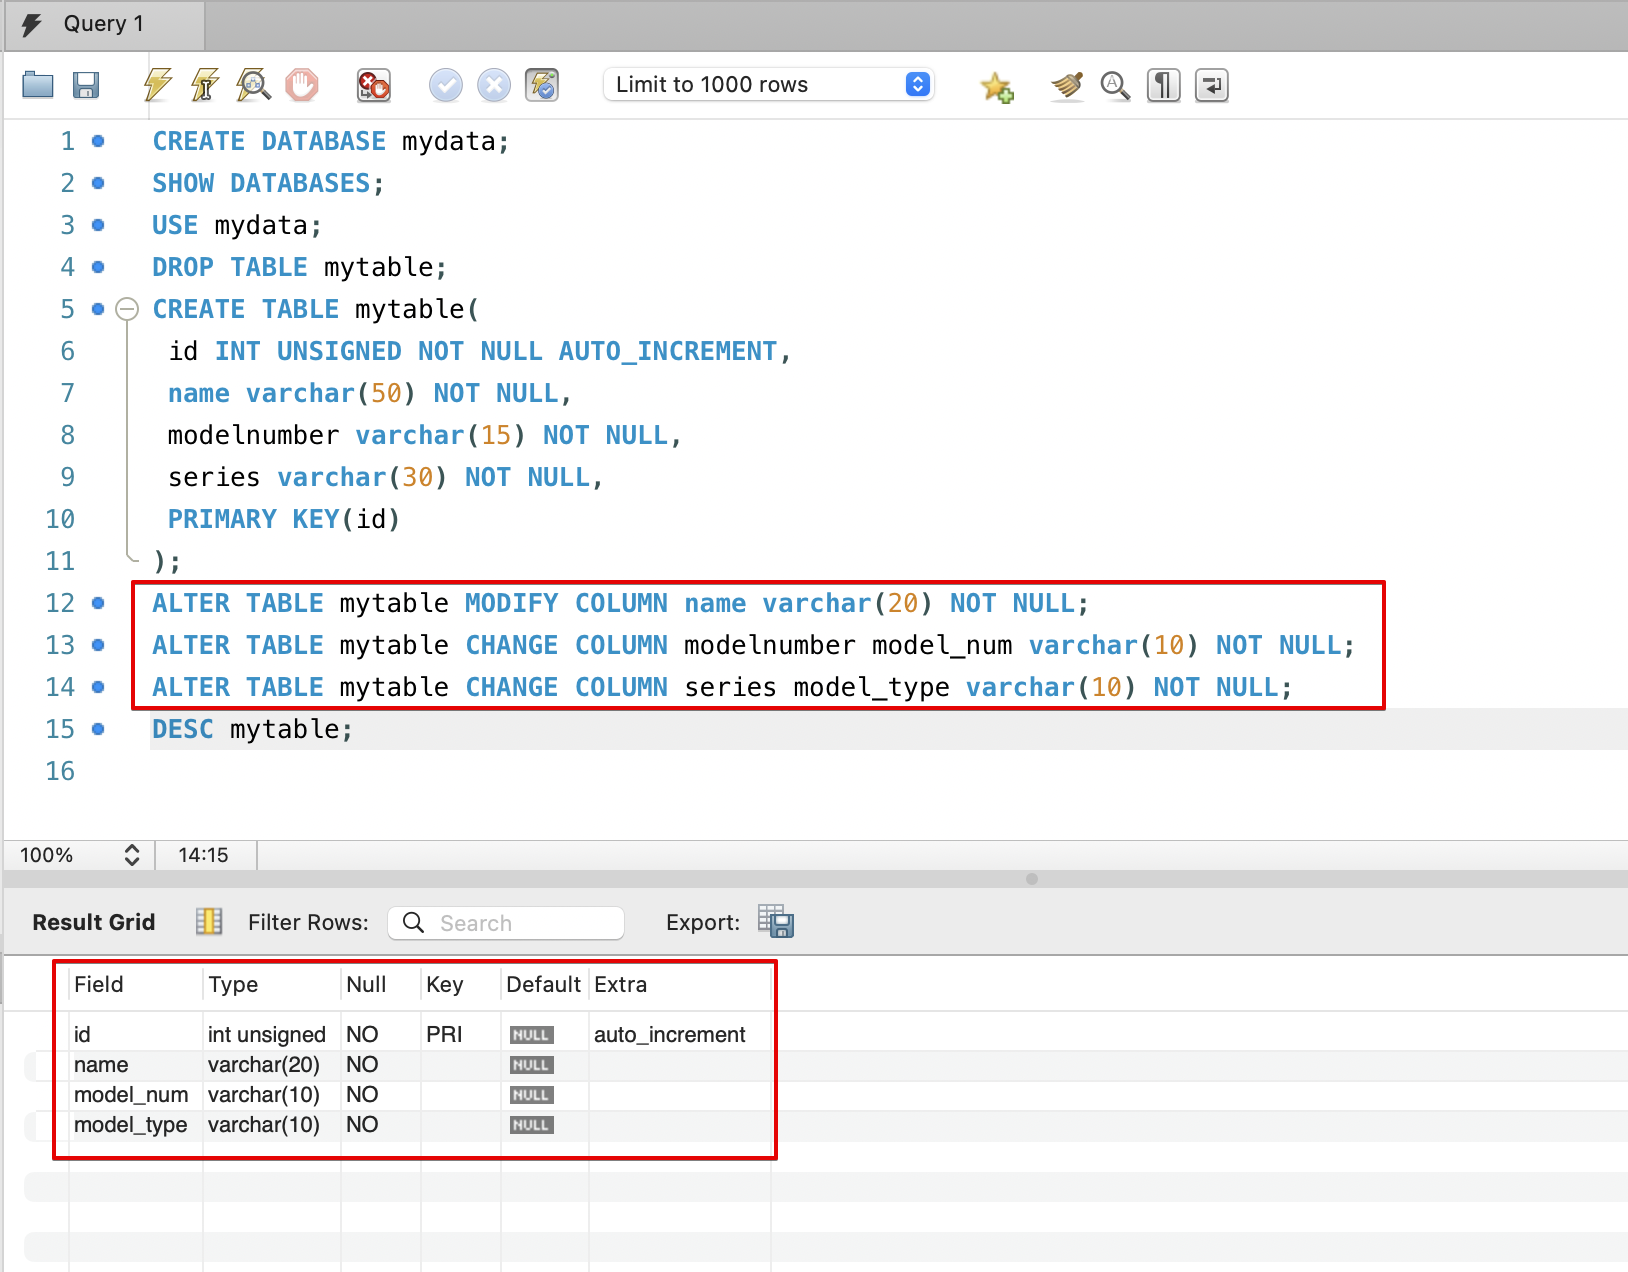 Query 1
Limit to 1000 rows
1 CREATE DATABASE mydata;
2 SHOW DATABASES;
3 USE mydata;
4 DROP TABLE mytable;
5 CREATE TABLE mytable(
6 id INT UNSIGNED NOT NULL AUTO_INCREMENT,
7 name varchar(50) NOT NULL,
8 modelnumber varchar(15) NOT NULL,
9 series varchar(30) NOT NULL,
10 PRIMARY KEY(id)
11 );
12 ALTER TABLE mytable MODIFY COLUMN name varchar(20) NOT NULL;
13 ALTER TABLE mytable CHANGE COLUMN modelnumber model_num varchar(10) NOT NULL;
14 ALTER TABLE mytable CHANGE COLUMN series model_type varchar(10) NOT NULL;
15 DESC mytable;
16
100% 14:15
Result Grid Filter Rows: Search Export:
Field Type Null Key Default Extra
id int unsigned NO PRI NULL auto_increment
name varchar(20) NO NULL
model_num varchar(10) NO NULL
model_type varchar(10) NO NULL